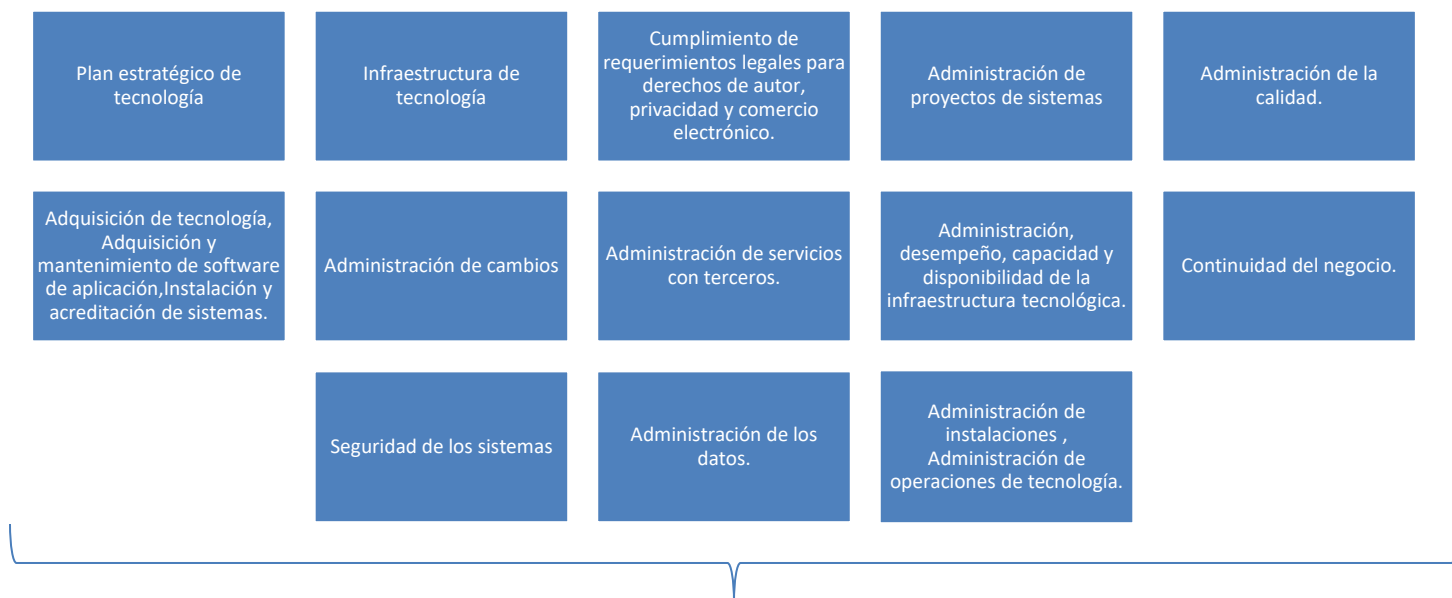 Plan estratégico de
tecnología
Infraestructura de
tecnología
Cumplimiento de
requerimientos legales para
derechos de autor,
privacidad y comercio
electrónico.
Administración de
proyectos de sistemas
Administración de la
calidad.
Adquisición de tecnología,
Adquisición y
mantenimiento de software
de aplicación,Instalación y
acreditación de sistemas.
Administración de cambios
Administración de servicios
con terceros.
Administración,
desempeño, capacidad y
disponibilidad de la
infraestructura tecnológica.
Continuidad del negocio.
Seguridad de los sistemas
Administración de los
datos.
Administración de
instalaciones ,
Administración de
operaciones de tecnología.